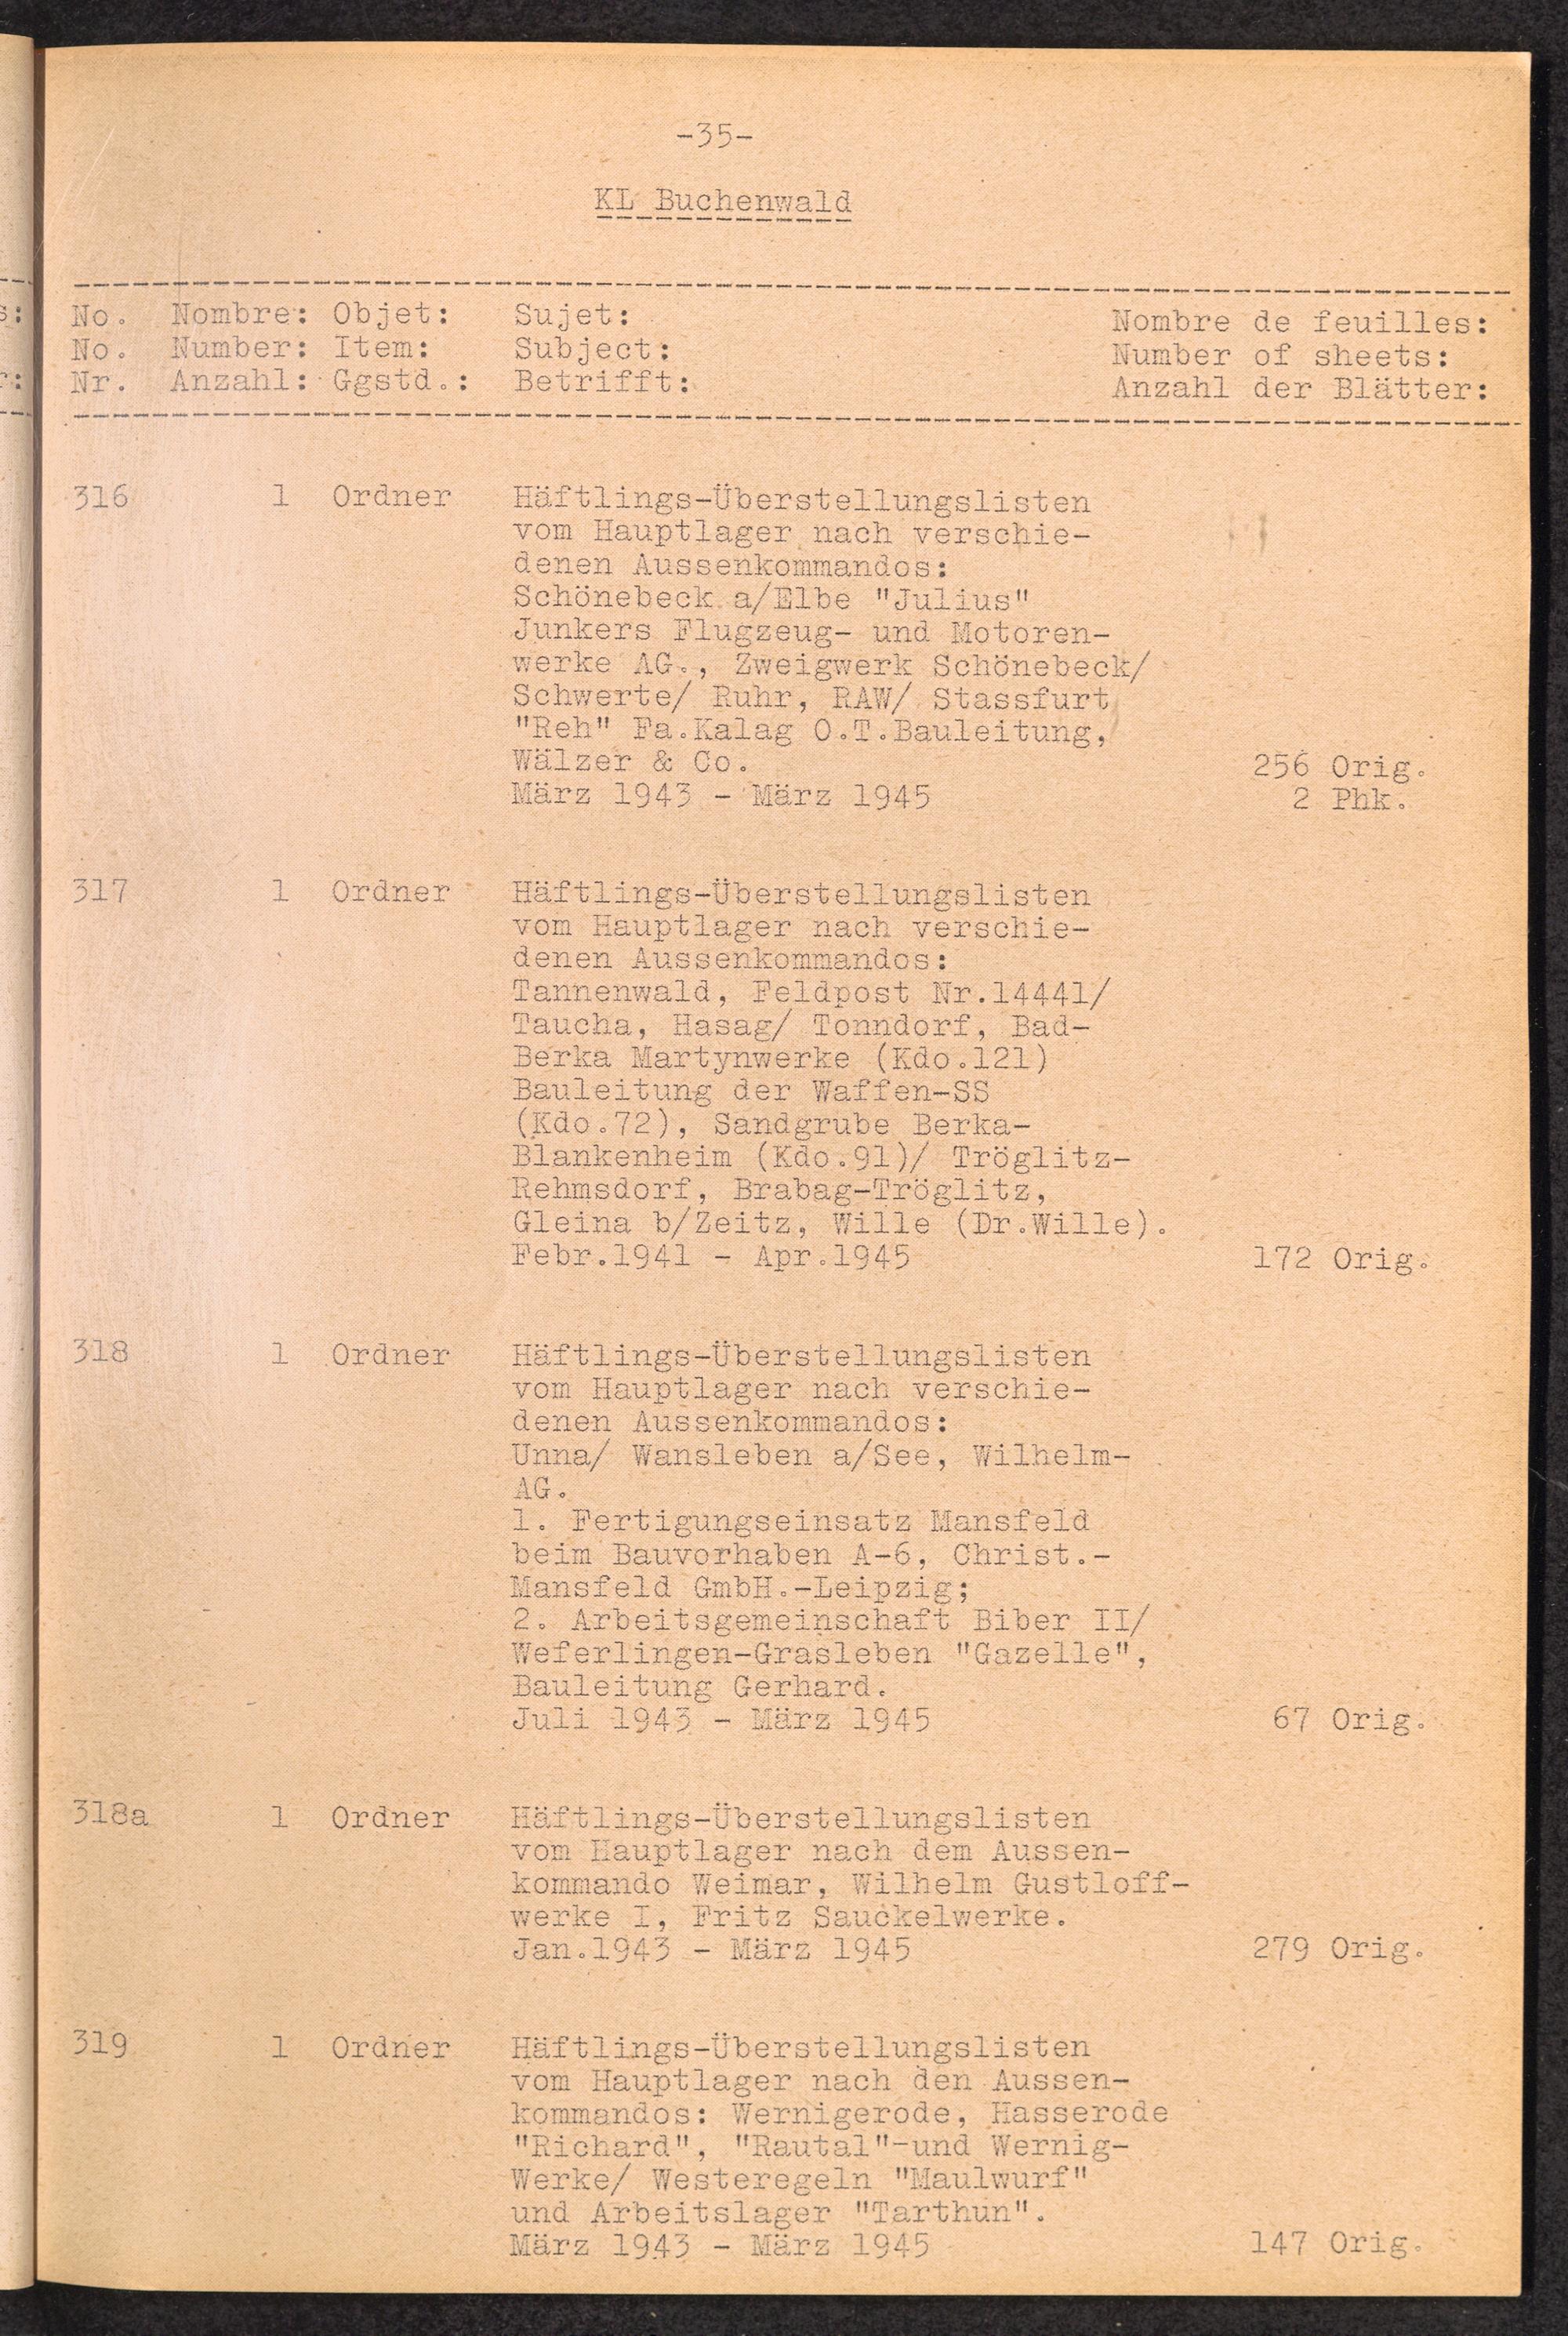 -35-
KL Buchenwald
No. Nombre: Objet: Sujet: Nombre de feuilles:
No. Number: Item: Subject: Number of sheets:
Nr. Anzahl: Ggstd.: Betrifft: Anzahl der Blätter:
316 1 Ordner Häftlings-Überstellungslisten
vom Hauptlager nach verschie-
denen Aussenkommandos:
Schönebeck a/Elbe "Julius"
Junkers Flugzeug- und Motoren-
werke AG., Zweigwerk Schönebeck/
Schwerte/ Ruhr, RAW/ Stassfurt
"Reh" Fa.Kalag O.T.Bauleitung,
Wälzer & Co. 256 Orig.
März 1943 - März 1945 2 Phk.
317 1 Ordner Häftlings-Überstellungslisten
vom Hauptlager nach verschie-
denen Aussenkommandos:
Tannenwald, Feldpost Nr.14441/
Taucha, Hasag/ Tonndorf, Bad-
Berka Martynwerke (Kdo.121)
Bauleitung der Waffen-SS
(Kdo.72), Sandgrube Berka-
Blankenheim (Kdo.91)/ Tröglitz-
Rehmsdorf, Brabag-Tröglitz,
Gleina b/Zeitz, Wille (Dr.Wille).
Febr.1941 - Apr.1945 172 Orig.
318 1 Ordner Häftlings-Überstellungslisten
vom Hauptlager nach verschie-
denen Aussenkommandos:
Unna/ Wansleben a/See, Wilhelm-
AG.
1. Fertigungseinsatz Mansfeld
beim Bauvorhaben A-6, Christ.-
Mansfeld GmbH.-Leipzig;
2. Arbeitsgemeinschaft Biber II/
Weferlingen-Grasleben "Gazelle",
Bauleitung Gerhard.
Juli 1943 - März 1945 67 Orig.
318a 1 Ordner Häftlings-Überstellungslisten
vom Hauptlager nach dem Aussen-
kommando Weimar, Wilhelm Gustloff-
werke I, Fritz Sauckelwerke.
Jan.1943 - März 1945 279 Orig.
319 1 Ordner Häftlings-Überstellungslisten
vom Hauptlager nach den Aussen-
kommandos: Wernigerode, Hasserode
"Richard", "Rautal"-und Wernig-
Werke/ Westeregeln "Maulwurf"
und Arbeitslager "Tarthun".
März 1943 - März 1945 147 Orig.